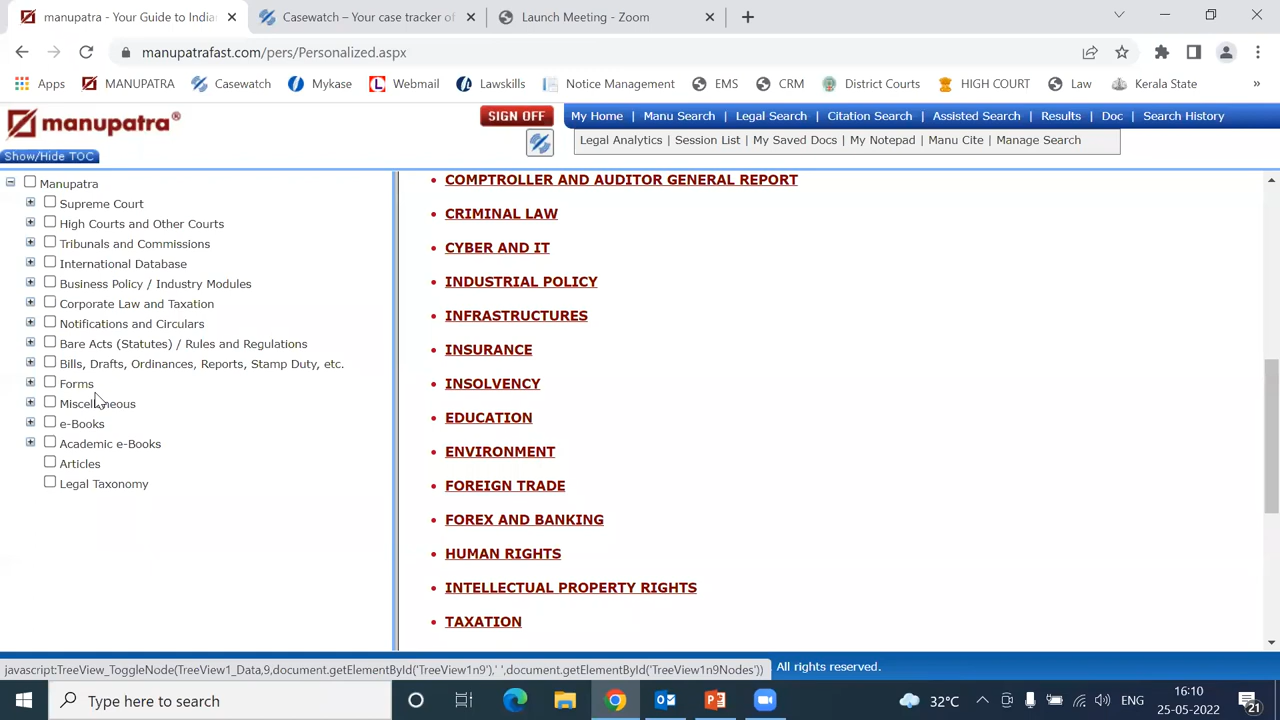 manupatra - Your Guide to India
Casewatch – Your case tracker of
Launch Meeting - Zoom
manupatrafast.com/pers/Personalized.aspx
Apps
MANUPATRA
Casewatch
Mykase
Webmail
Lawskills
Notice Management
EMS
CRM
District Courts
HIGH COURT
Law
Kerala State
»
manupatra®
SIGN OFF
My Home | Manu Search | Legal Search | Citation Search | Assisted Search | Results | Doc | Search History
Legal Analytics | Session List | My Saved Docs | My Notepad | Manu Cite | Manage Search
Show/Hide TOC
Manupatra
Supreme Court
High Courts and Other Courts
Tribunals and Commissions
International Database
Business Policy / Industry Modules
Corporate Law and Taxation
Notifications and Circulars
Bare Acts (Statutes) / Rules and Regulations
Bills, Drafts, Ordinances, Reports, Stamp Duty, etc.
Forms
Miscellaneous
e-Books
Academic e-Books
Articles
Legal Taxonomy
• COMPTROLLER AND AUDITOR GENERAL REPORT
• CRIMINAL LAW
• CYBER AND IT
• INDUSTRIAL POLICY
• INFRASTRUCTURES
• INSURANCE
• INSOLVENCY
• EDUCATION
• ENVIRONMENT
• FOREIGN TRADE
• FOREX AND BANKING
• HUMAN RIGHTS
• INTELLECTUAL PROPERTY RIGHTS
• TAXATION
javascript:TreeView_ToggleNode(TreeView1_Data,9,document.getElementById('TreeView1n9'),' ',document.getElementById('TreeView1n9Nodes'))
All rights reserved.
Type here to search
32°C
ENG
16:10
25-05-2022
21